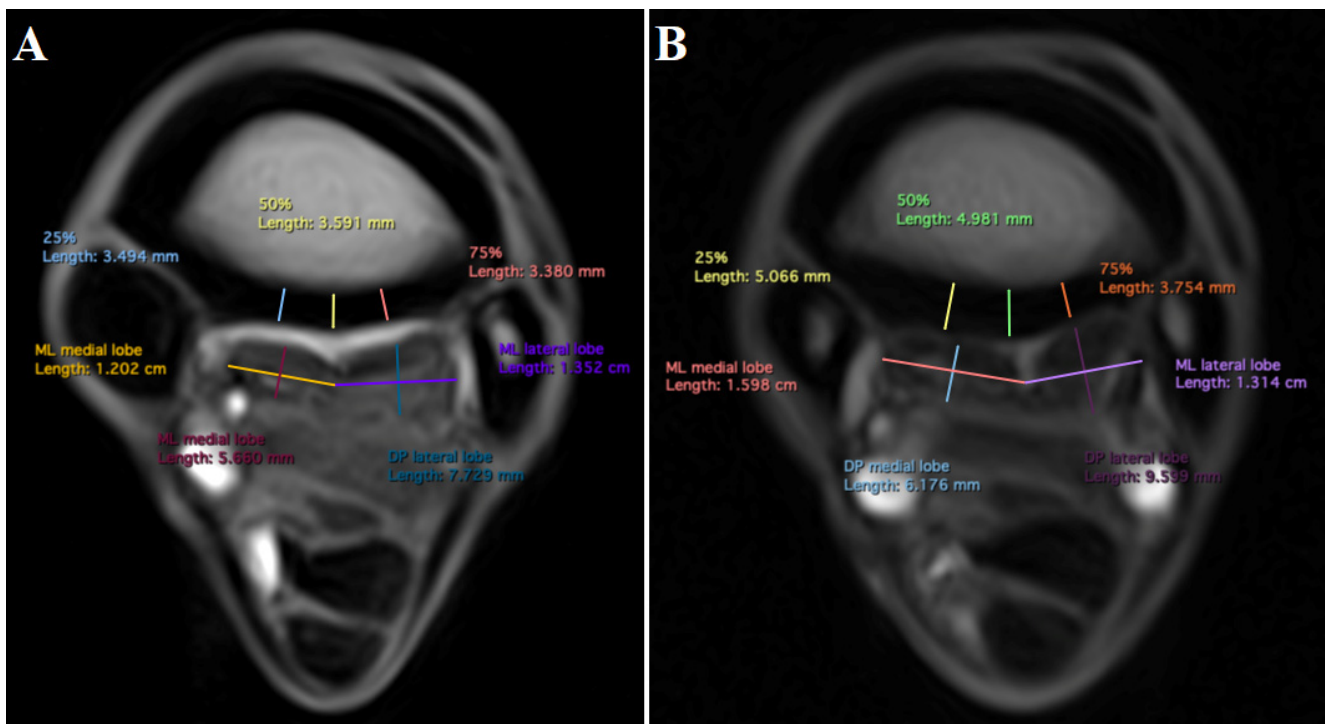 A
50%
Length: 3.591 mm
25%
Length: 3.494 mm
75%
Length: 3.380 mm
ML medial lobe
Length: 1.202 cm
ML lateral lobe
Length: 1.352 cm
ML medial lobe
Length: 5.660 mm
DP lateral lobe
Length: 7.729 mm
B
50%
Length: 4.981 mm
25%
Length: 5.066 mm
75%
Length: 3.754 mm
ML medial lobe
Length: 1.598 cm
ML lateral lobe
Length: 1.314 cm
DP medial lobe
Length: 6.176 mm
DP lateral lobe
Length: 9.599 mm